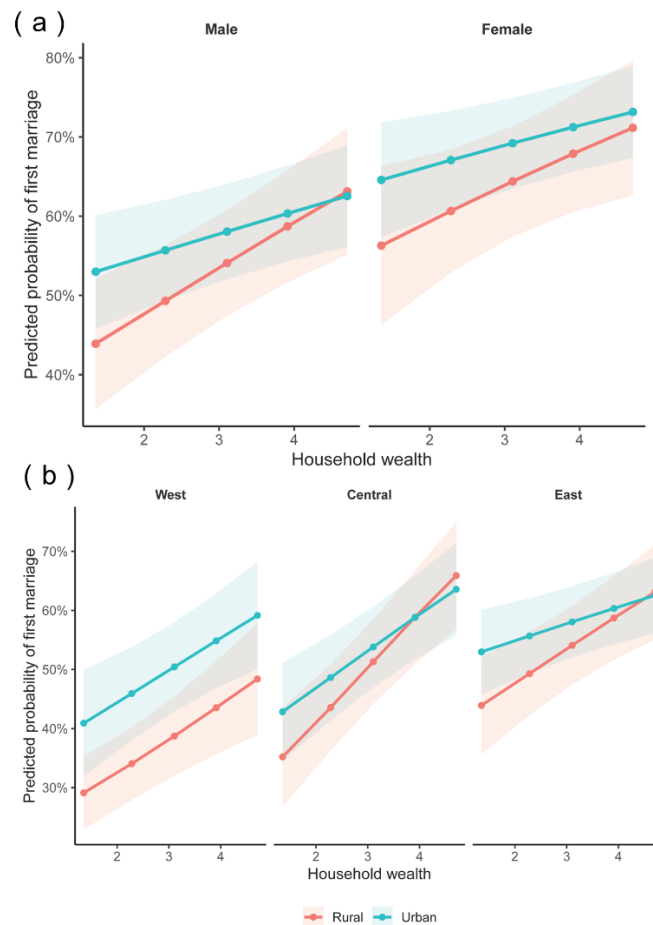 ( a )
Male Female
80%
70%
60%
50%
40%
Predicted probability of first marriage
2 3 4 2 3 4
Household wealth
( b )
West Central East
70%
60%
50%
40%
30%
Predicted probability of first marriage
2 3 4 2 3 4 2 3 4
Household wealth
Rural Urban